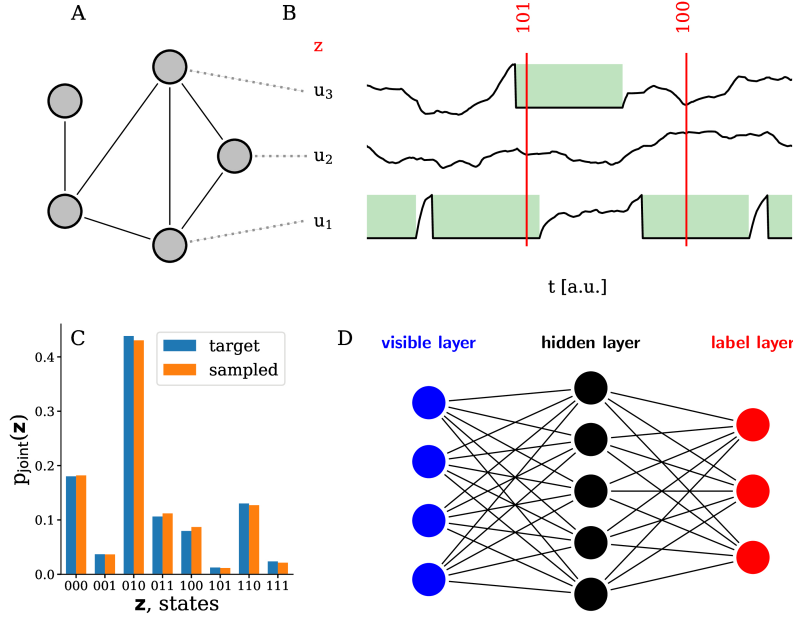 A
B
z
101
100
u3
u2
u1
t [a.u.]
C
target
sampled
0.4
0.3
0.2
0.1
0.0
pjoint(z)
000 001 010 011 100 101 110 111
z, states
D
visible layer
hidden layer
label layer